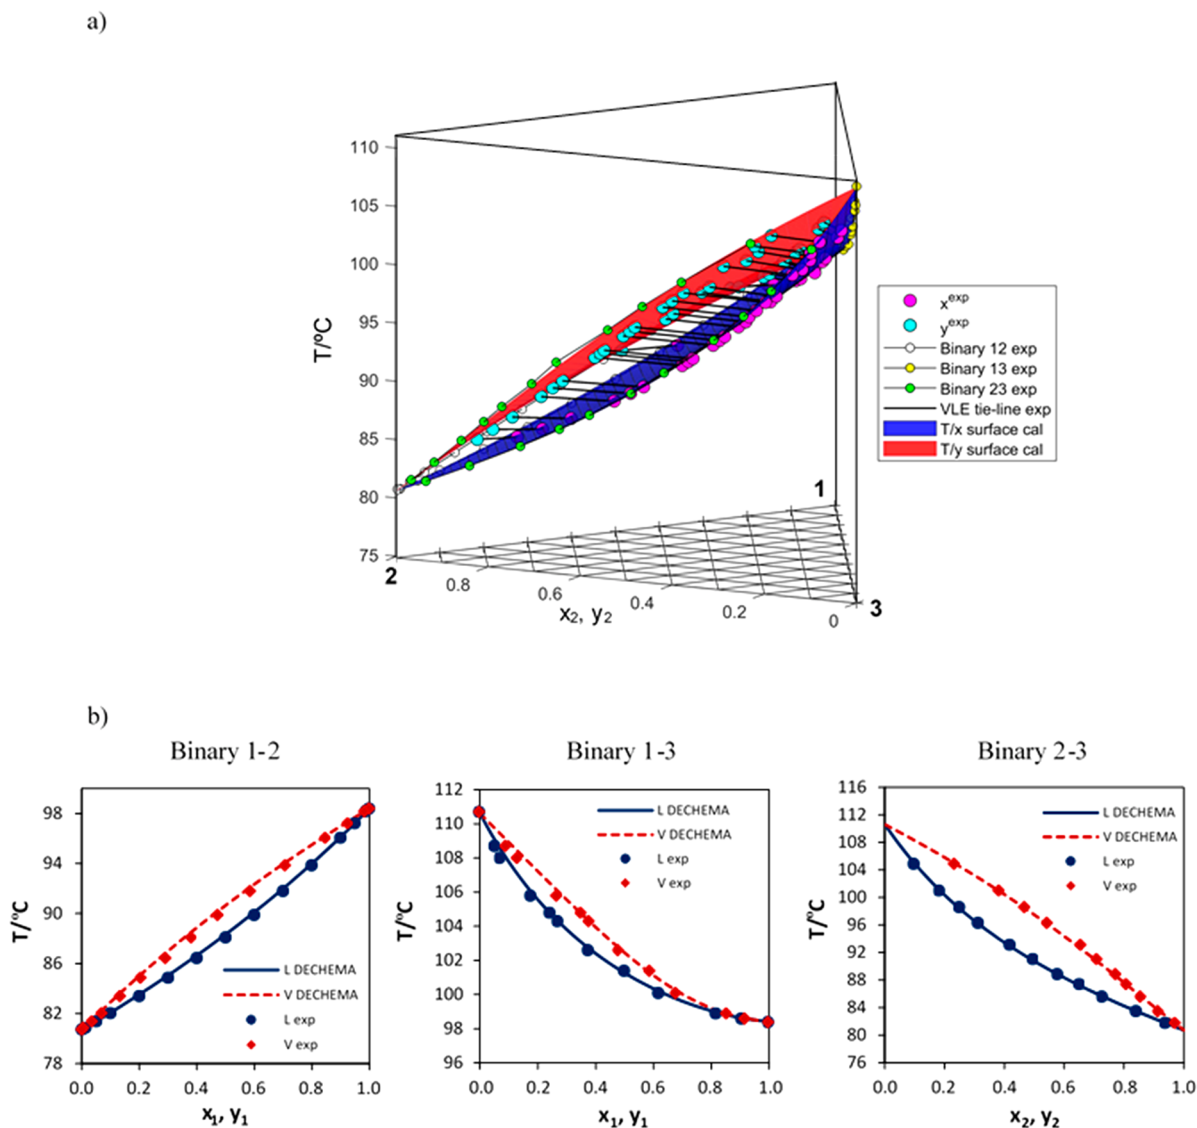 a)
110
105
100
95
90
85
80
75
T/ºC
x^exp
y^exp
Binary 12 exp
Binary 13 exp
Binary 23 exp
VLE tie-line exp
T/x surface cal
T/y surface cal
1
2
3
0.8
0.6
0.4
0.2
0
x₂, y₂
b)
Binary 1-2
98
94
90
86
82
78
T/ºC
L DECHEMA
V DECHEMA
L exp
V exp
0.0 0.2 0.4 0.6 0.8 1.0
x₁, y₁
Binary 1-3
112
110
108
106
104
102
100
98
96
T/ºC
L DECHEMA
V DECHEMA
L exp
V exp
0.0 0.2 0.4 0.6 0.8 1.0
x₁, y₁
Binary 2-3
116
112
108
104
100
96
92
88
84
80
76
T/ºC
L DECHEMA
V DECHEMA
L exp
V exp
0.0 0.2 0.4 0.6 0.8 1.0
x₂, y₂